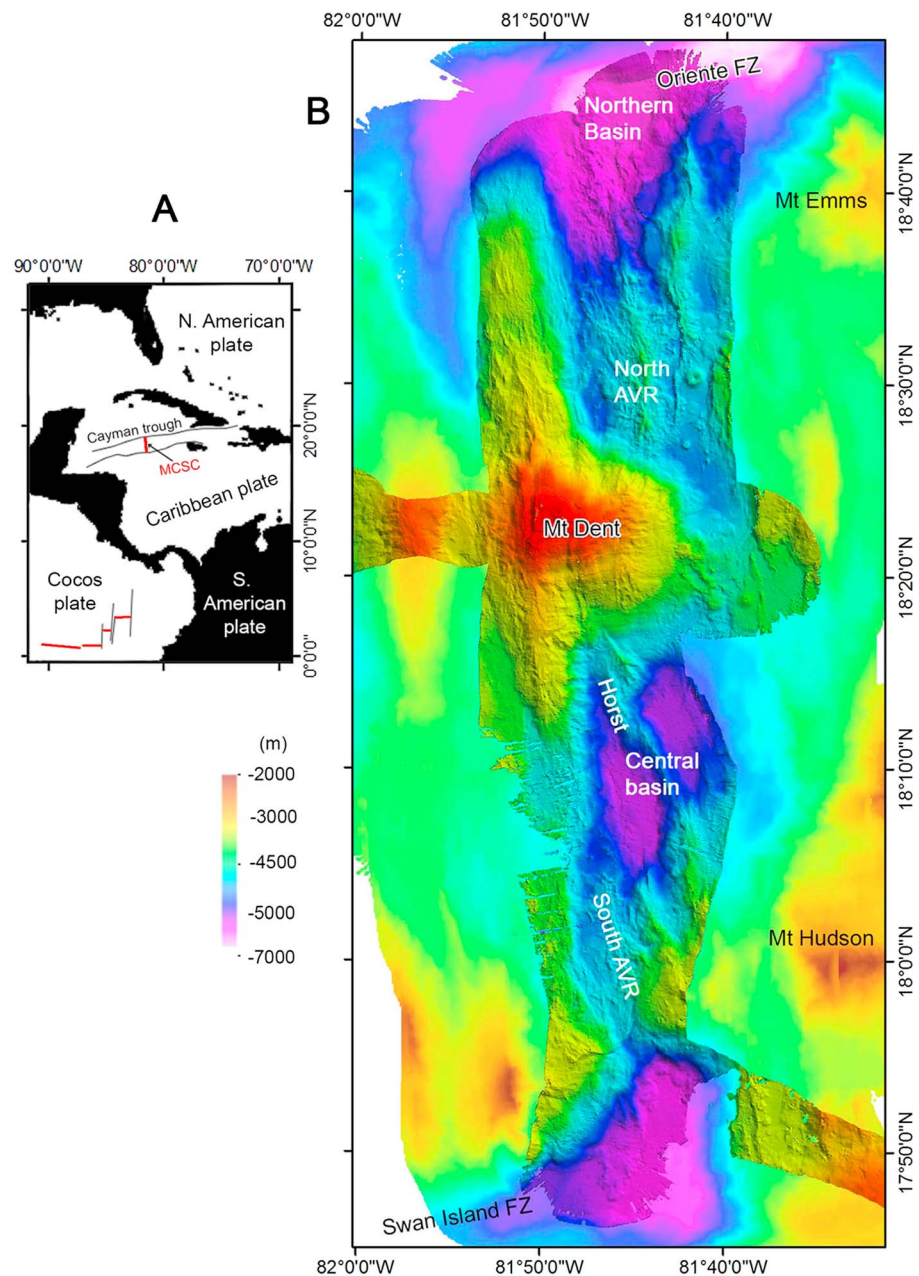 A
90°0'0"W 80°0'0"W 70°0'0"W
N. American
plate
Cayman trough
MCSC
Caribbean plate
Cocos
plate
S.
American
plate
20°0'0"N
10°0'0"N
0°0'0"
(m)
-2000
-3000
-4500
-5000
-7000
B
82°0'0"W 81°50'0"W 81°40'0"W
Oriente FZ
Northern
Basin
Mt Emms
North
AVR
Mt Dent
Horst
Central
basin
South AVR
Mt Hudson
Swan Island FZ
18°40'0"N
18°30'0"N
18°20'0"N
18°10'0"N
18°0'0"N
17°50'0"N
82°0'0"W 81°50'0"W 81°40'0"W